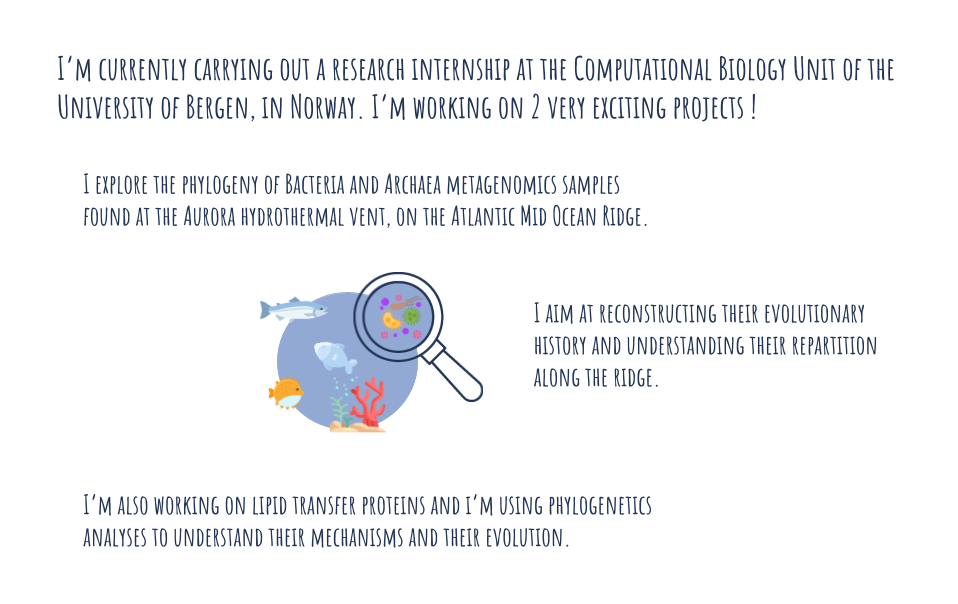 I'm currently carrying out a research internship at the Computational Biology Unit of the
University of Bergen, in Norway. I'm working on 2 very exciting projects !
I explore the phylogeny of Bacteria and Archaea metagenomics samples
found at the Aurora hydrothermal vent, on the Atlantic Mid Ocean Ridge.
I aim at reconstructing their evolutionary
history and understanding their repartition
along the ridge.
I'm also working on lipid transfer proteins and i'm using phylogenetics
analyses to understand their mechanisms and their evolution.